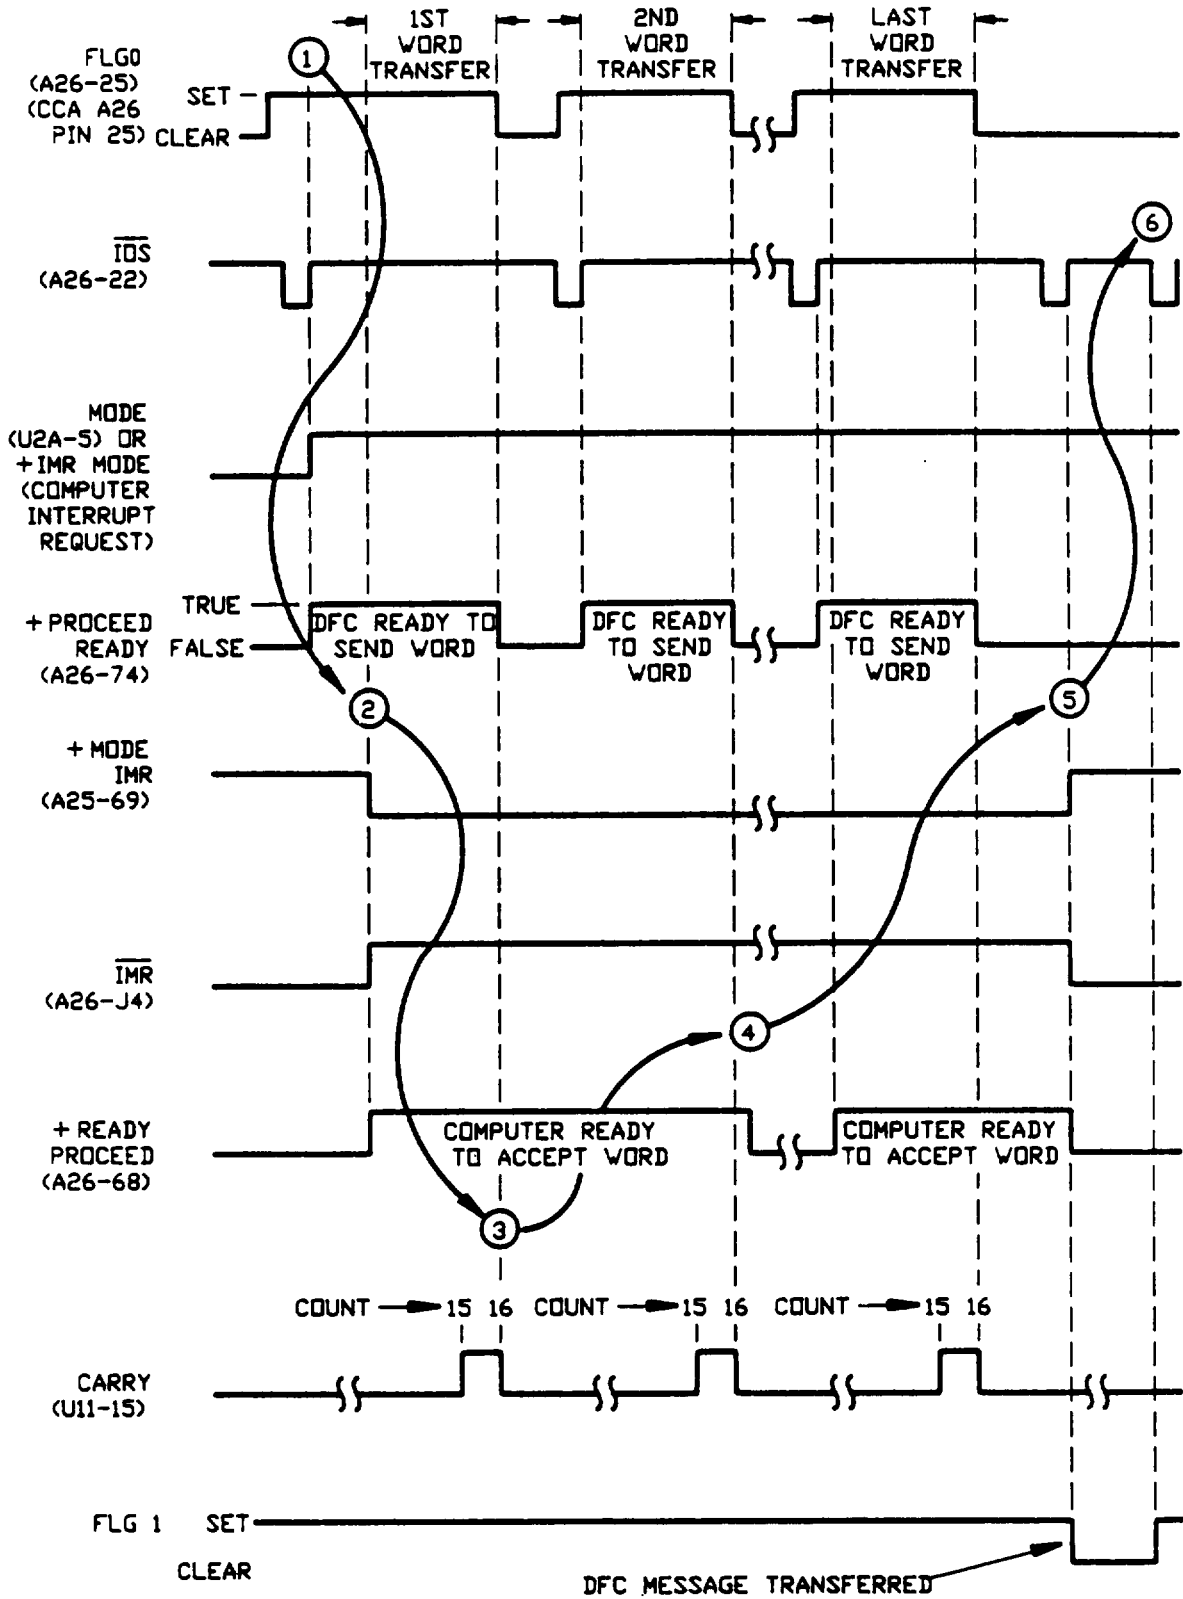 1ST
WORD
TRANSFER
2ND
WORD
TRANSFER
LAST
WORD
TRANSFER
FLG0
(A26-25)
(CCA A26
PIN 25)
SET
CLEAR
1
IOS
(A26-22)
6
MODE
(U2A-5) OR
+IMR MODE
(COMPUTER
INTERRUPT
REQUEST)
+PROCEED
READY
(A26-74)
TRUE
FALSE
DFC READY TO
SEND WORD
DFC READY
TO SEND
WORD
DFC READY
TO SEND
WORD
2
5
+MODE
IMR
(A25-69)
IMR
(A26-J4)
4
+READY
PROCEED
(A26-68)
COMPUTER READY
TO ACCEPT WORD
COMPUTER READY
TO ACCEPT WORD
3
COUNT 15 16 COUNT 15 16 COUNT 15 16
CARRY
(U11-15)
FLG 1 SET
CLEAR
DFC MESSAGE TRANSFERRED